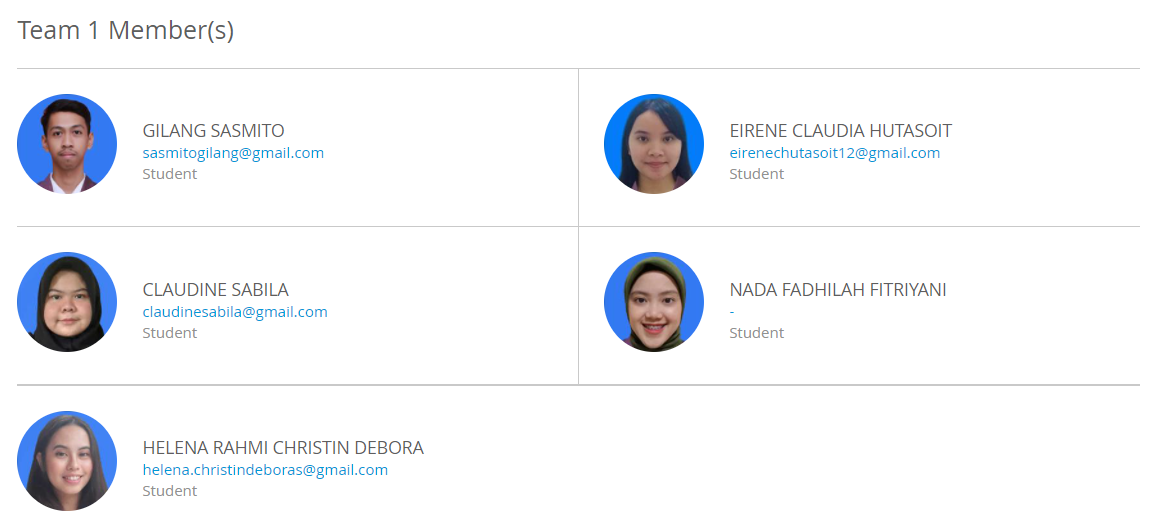 Team 1 Member(s)
GILANG SASMITO
sasmitogilang@gmail.com
Student
EIRENE CLAUDIA HUTASOIT
eirenechutasoit12@gmail.com
Student
CLAUDINE SABILA
claudinesabila@gmail.com
Student
NADA FADHILAH FITRIYANI
-
Student
HELENA RAHMI CHRISTIN DEBORA
helena.christindeboras@gmail.com
Student